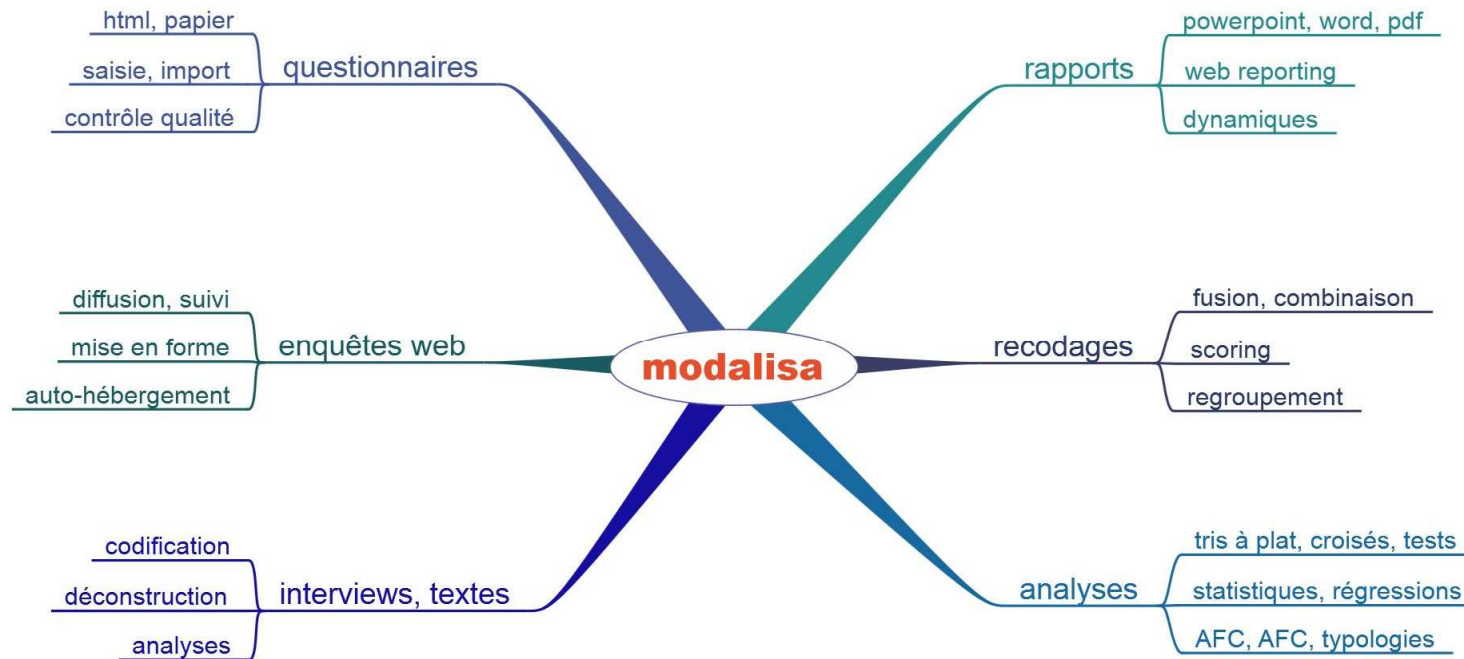 html, papier
saisie, import
contrôle qualité
questionnaires
powerpoint, word, pdf
web reporting
dynamiques
rapports
diffusion, suivi
mise en forme
auto-hébergement
enquêtes web
modalisa
recodages
fusion, combinaison
scoring
regroupement
codification
déconstruction
analyses
interviews, textes
analyses
tris à plat, croisés, tests
statistiques, régressions
AFC, AFC, typologies